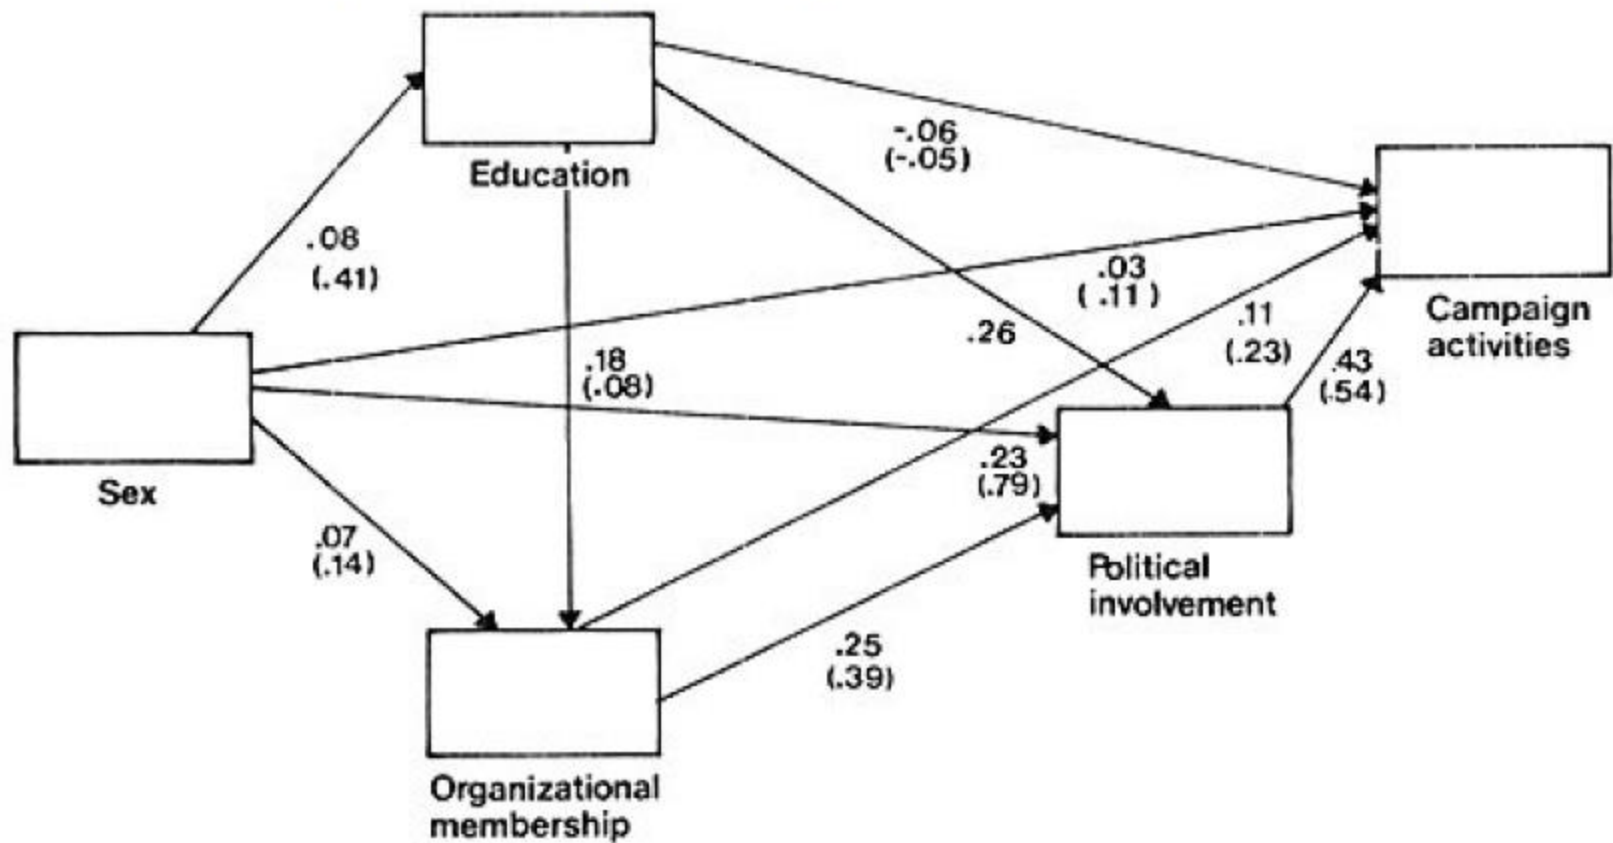 -.06
(-.05)
Education
.08
(.41)
.03
( .11 )
.11
(.23)
Campaign
activities
.26
.18
(.08)
.43
(.54)
Sex
.23
(.79)
.07
(.14)
Political
involvement
.25
(.39)
Organizational
membership